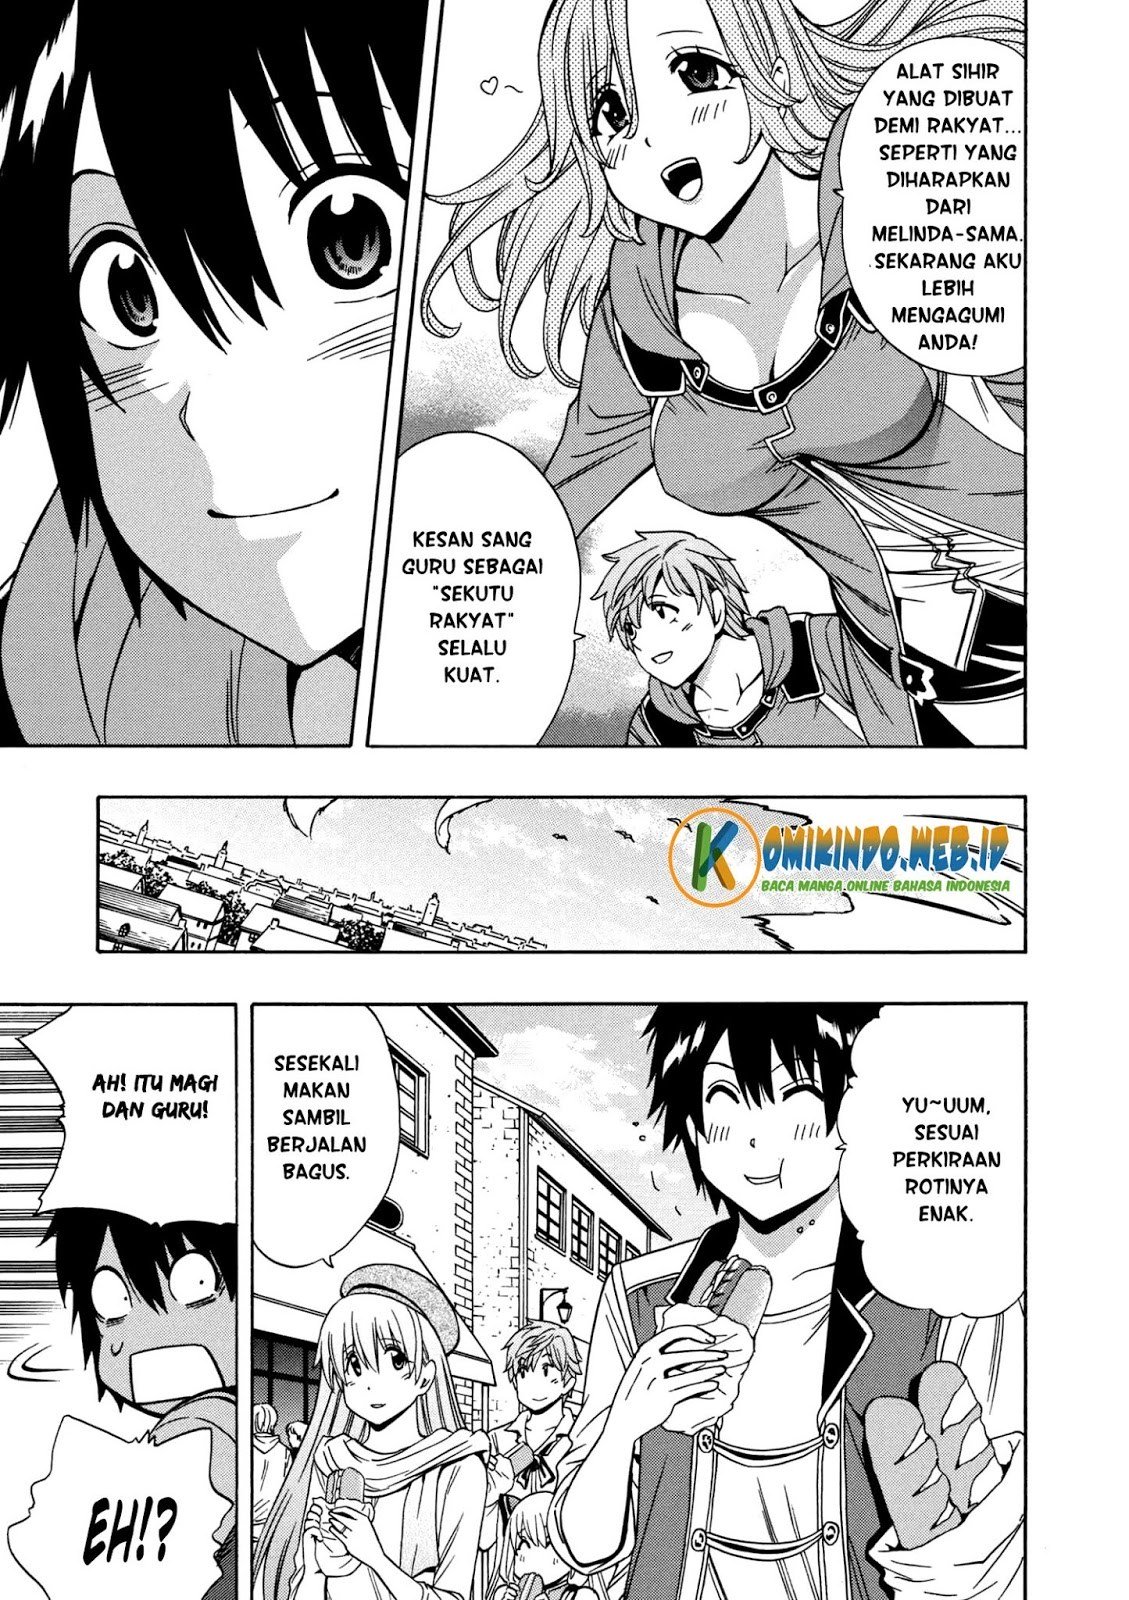 ALAT SIHIR
YANG DIBUAT
DEMI RAKYAT...
SEPERTI YANG
DIHARAPKAN
DARI
MELINDA-SAMA.
SEKARANG AKU
LEBIH
MENGAGUMI
ANDA!
KESAN SANG
GURU SEBAGAI
"SEKUTU
RAKYAT"
SELALU
KUAT.
KOMIKINDO.WEB.ID
BACA MANGA ONLINE BAHASA INDONESIA
YU~UUM,
SESUAI
PERKIRAAN
ROTINYA
ENAK.
SESEKALI
MAKAN
SAMBIL
BERJALAN
BAGUS.
AH! ITU MAGI
DAN GURU!
EH!?